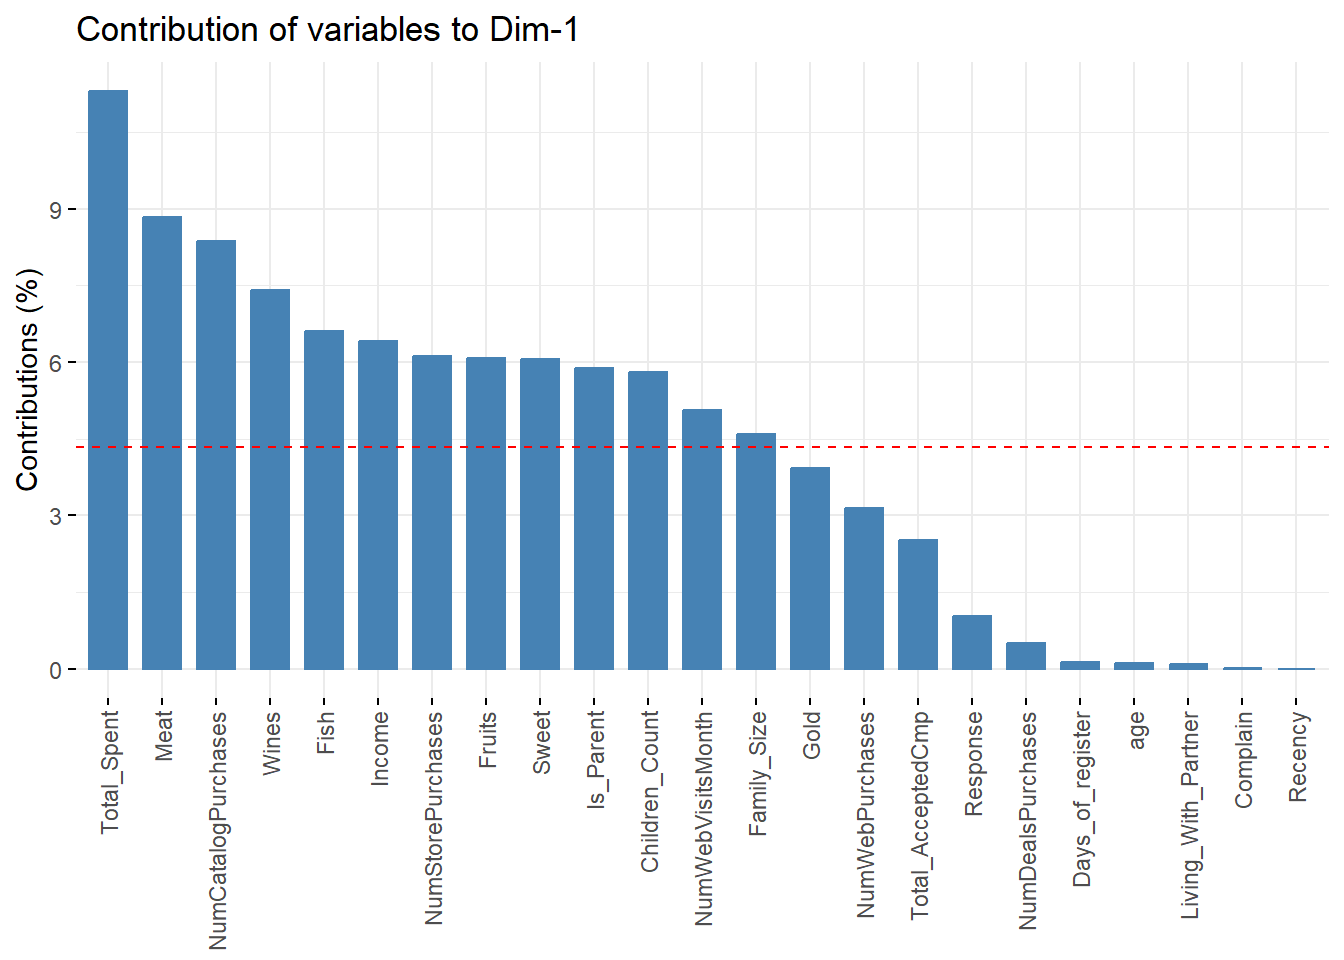 Contribution of variables to Dim-1
Contributions (%)
9
6
3
0
Total_Spent
Meat
NumCatalogPurchases
Wines
Fish
Income
NumStorePurchases
Fruits
Sweet
Is_Parent
Children_Count
NumWebVisitsMonth
Family_Size
Gold
NumWebPurchases
Total_AcceptedCmp
Response
NumDealsPurchases
Days_of_register
age
Living_With_Partner
Complain
Recency